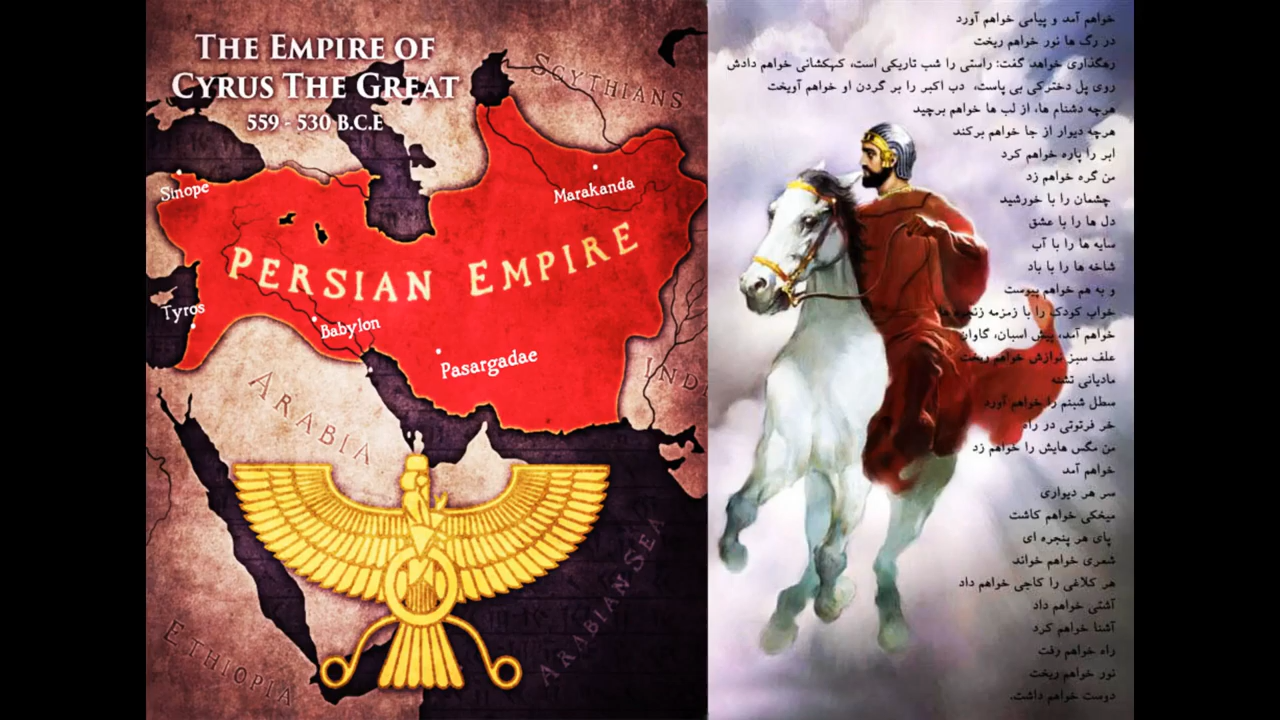 THE EMPIRE OF
CYRUS THE GREAT
559 - 530 B.C.E
SCYTHIANS
Sinope
Marakanda
PERSIAN EMPIRE
Tyros
Babylon
Pasargadae
INDI
ARABIA
ARABIAN SEA
ETHIOPIA
خواهم آمد و پیامی خواهم آورد
در رگ ها نور خواهم ریخت
رهگذاری خواهد گفت: راستی را شب تاریکی است، کهکشانی خواهم دادش
روی پل دخترکی بی پاست، دب اکبر را بر گردن او خواهم آویخت
هرچه دشنام ها، از لب ها خواهم برچید
هرچه دیوار از جا خواهم برکند
ابر را پاره خواهم کرد
من گره خواهم زد
چشمان را با خورشید
دل ها را با عشق
سایه ها را با آب
شاخه ها را با باد
و به هم خواهم پیوست
خواب کودک را با زمزمه زنجره ها
خواهم آمد، پیش اسبان، گاوان
علف سبز نوازش خواهم ریخت
مادیانی تشنه
سطل شبنم را خواهم آورد
خر فرتوتی در راه
من مگس هایش را خواهم زد
خواهم آمد
سر هر دیواری
میخکی خواهم کاشت
پای هر پنجره ای
شعری خواهم خواند
هر کلاغی را کاجی خواهم داد
آشتی خواهم داد
آشنا خواهم کرد
راه خواهم رفت
نور خواهم ریخت
دوست خواهم داشت.